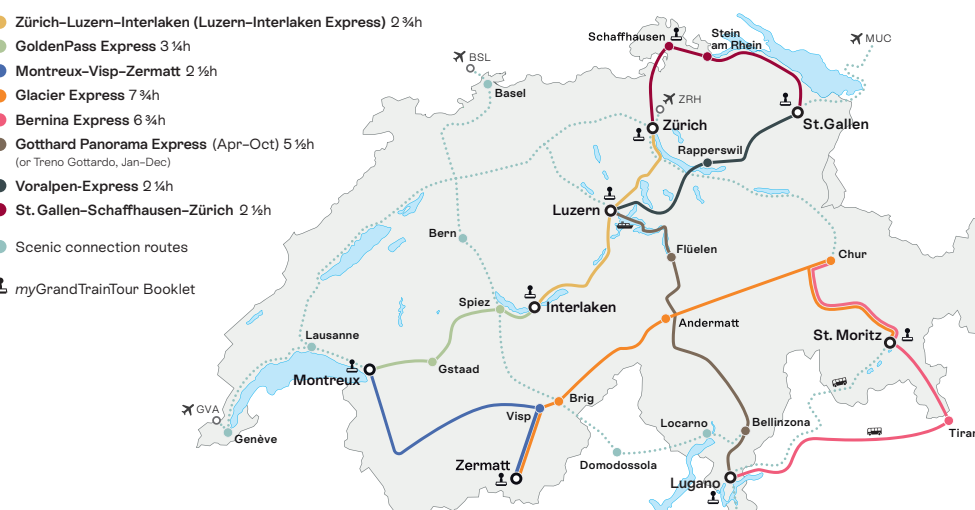 Zürich–Luzern–Interlaken (Luzern–Interlaken Express) 2 ¾h
GoldenPass Express 3 ¼h
Montreux–Visp–Zermatt 2 ½h
Glacier Express 7 ¾h
Bernina Express 6 ¾h
Gotthard Panorama Express (Apr–Oct) 5 ½h
(or Treno Gottardo, Jan–Dec)
Voralpen-Express 2 ¼h
St. Gallen–Schaffhausen–Zürich 2 ½h
Scenic connection routes
myGrandTrainTour Booklet
Schaffhausen
Stein
am Rhein
MUC
BSL
Basel
ZRH
Zürich
St. Gallen
Rapperswil
Luzern
Bern
Flüelen
Chur
Spiez
Interlaken
Andermatt
St. Moritz
Lausanne
Gstaad
Montreux
GVA
Genève
Visp
Brig
Locarno
Bellinzona
Tirar
Zermatt
Domodossola
Lugano